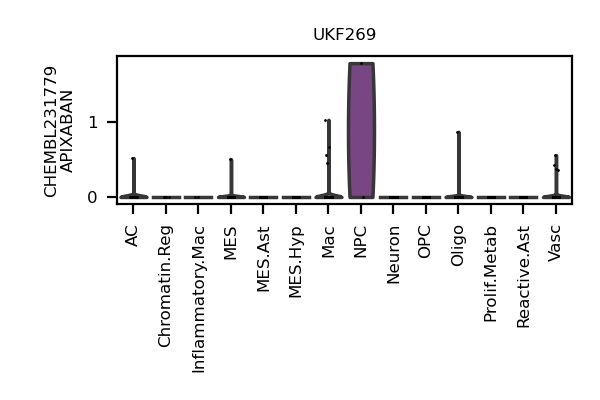 UKF269
CHEMBL231779
APIXABAN
1
0
AC
Chromatin.Reg
Inflammatory.Mac
MES
MES.Ast
MES.Hyp
Mac
NPC
Neuron
OPC
Oligo
Prolif.Metab
Reactive.Ast
Vasc